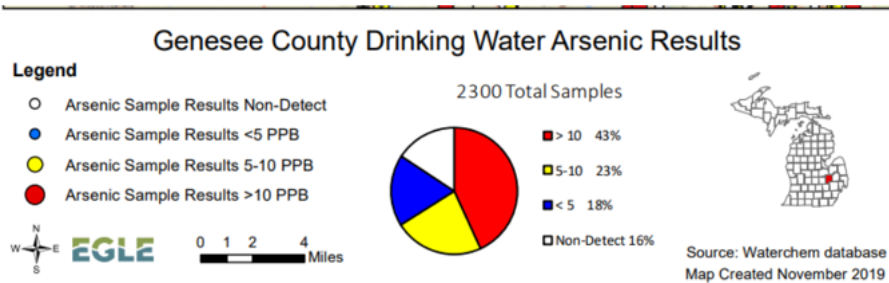 Genesee County Drinking Water Arsenic Results
Legend
Arsenic Sample Results Non-Detect
Arsenic Sample Results <5 PPB
Arsenic Sample Results 5-10 PPB
Arsenic Sample Results >10 PPB
N
W E
S
EGLE
0 1 2 4
Miles
2300 Total Samples
> 10 43%
5-10 23%
< 5 18%
Non-Detect 16%
Source: Waterchem database
Map Created November 2019